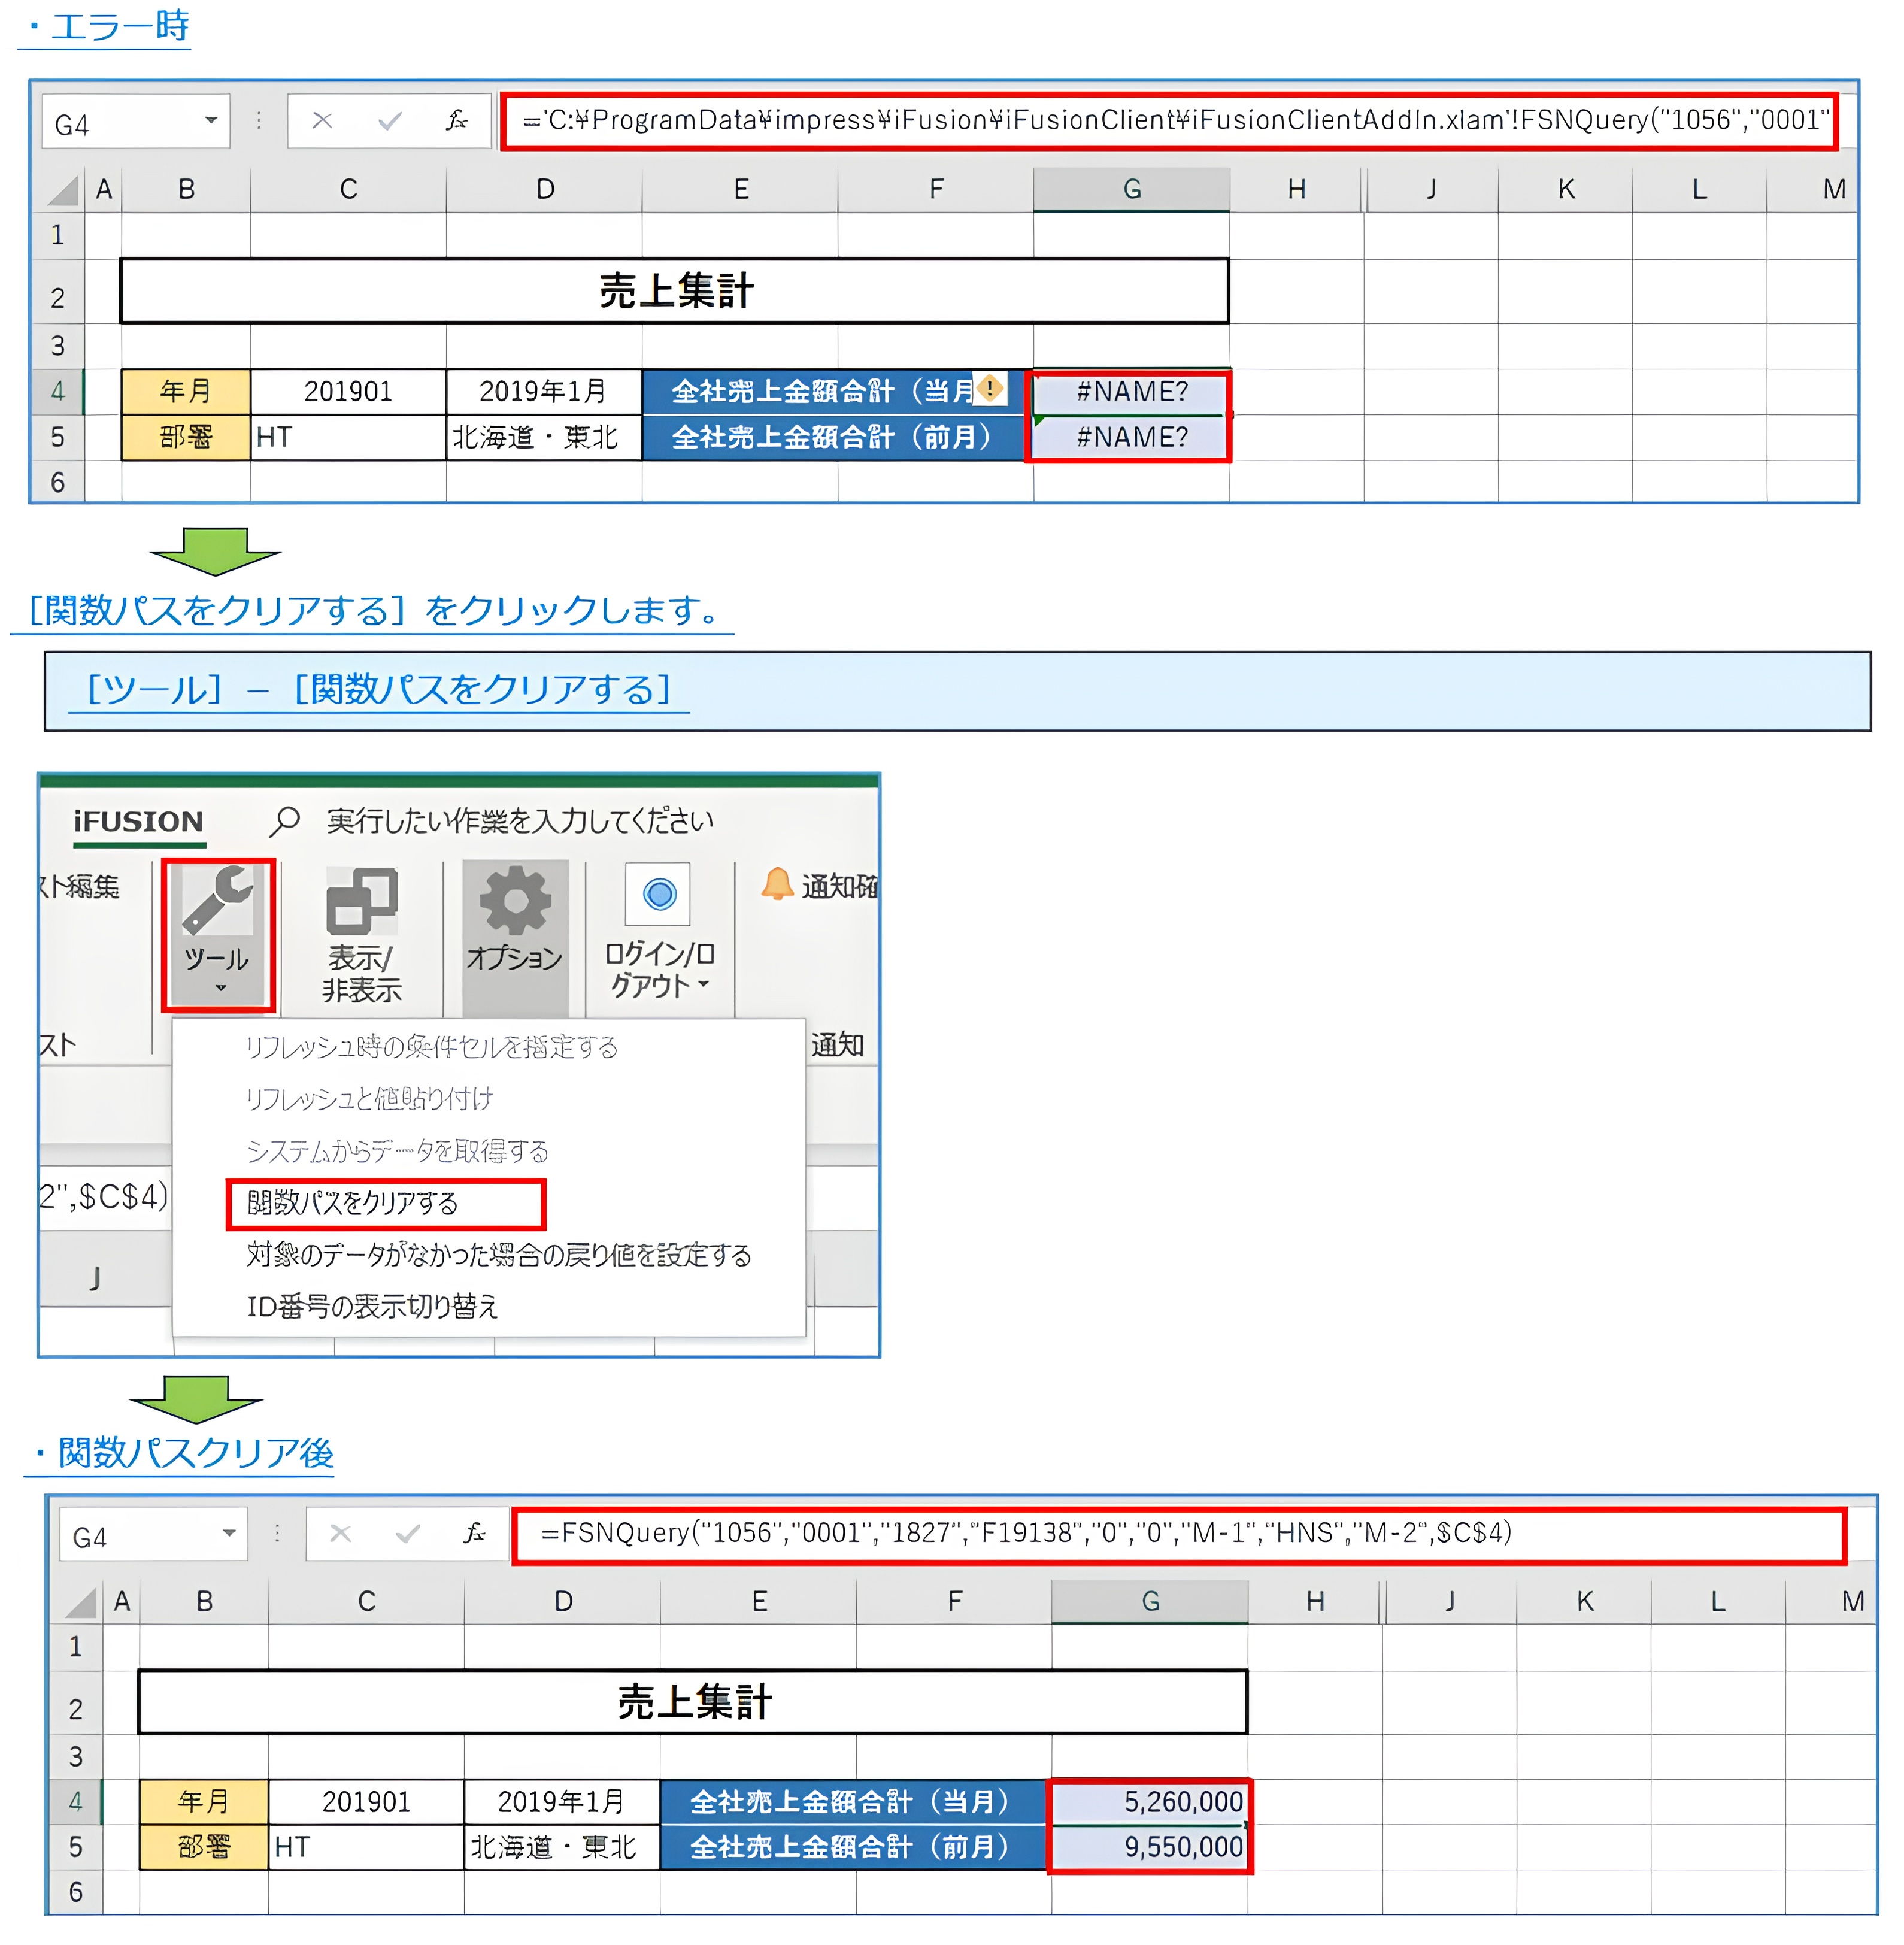 ・エラー時
G4 fx ='C:¥ProgramData¥impress¥iFusion¥iFusionClient¥iFusionClientAddIn.xlam'!FSNQuery("1056","0001"
A B C D E F G H J K L M
1
2 売上集計
3
4 年月 201901 2019年1月 全社売上金額合計（当月 #NAME?
5 部署 HT 北海道・東北 全社売上金額合計（前月） #NAME?
6
［関数パスをクリアする］をクリックします。
［ツール］－［関数パスをクリアする］
iFUSION 実行したい作業を入力してください
スト編集 ツール 表示/ オプション ログイン/ロ 通知確
非表示 グアウト
スト 通知
リフレッシュ時の条件セルを指定する
リフレッシュと値貼り付け
システムからデータを取得する
2",$C$4) 関数パスをクリアする
対象のデータがなかった場合の戻り値を設定する
J ID番号の表示切り替え
・関数パスクリア後
G4 fx =FSNQuery("1056","0001","1827","F19138","0","0","M-1","HNS","M-2",$C$4)
A B C D E F G H J K L M
1
2 売上集計
3
4 年月 201901 2019年1月 全社売上金額合計（当月） 5,260,000
5 部署 HT 北海道・東北 全社売上金額合計（前月） 9,550,000
6